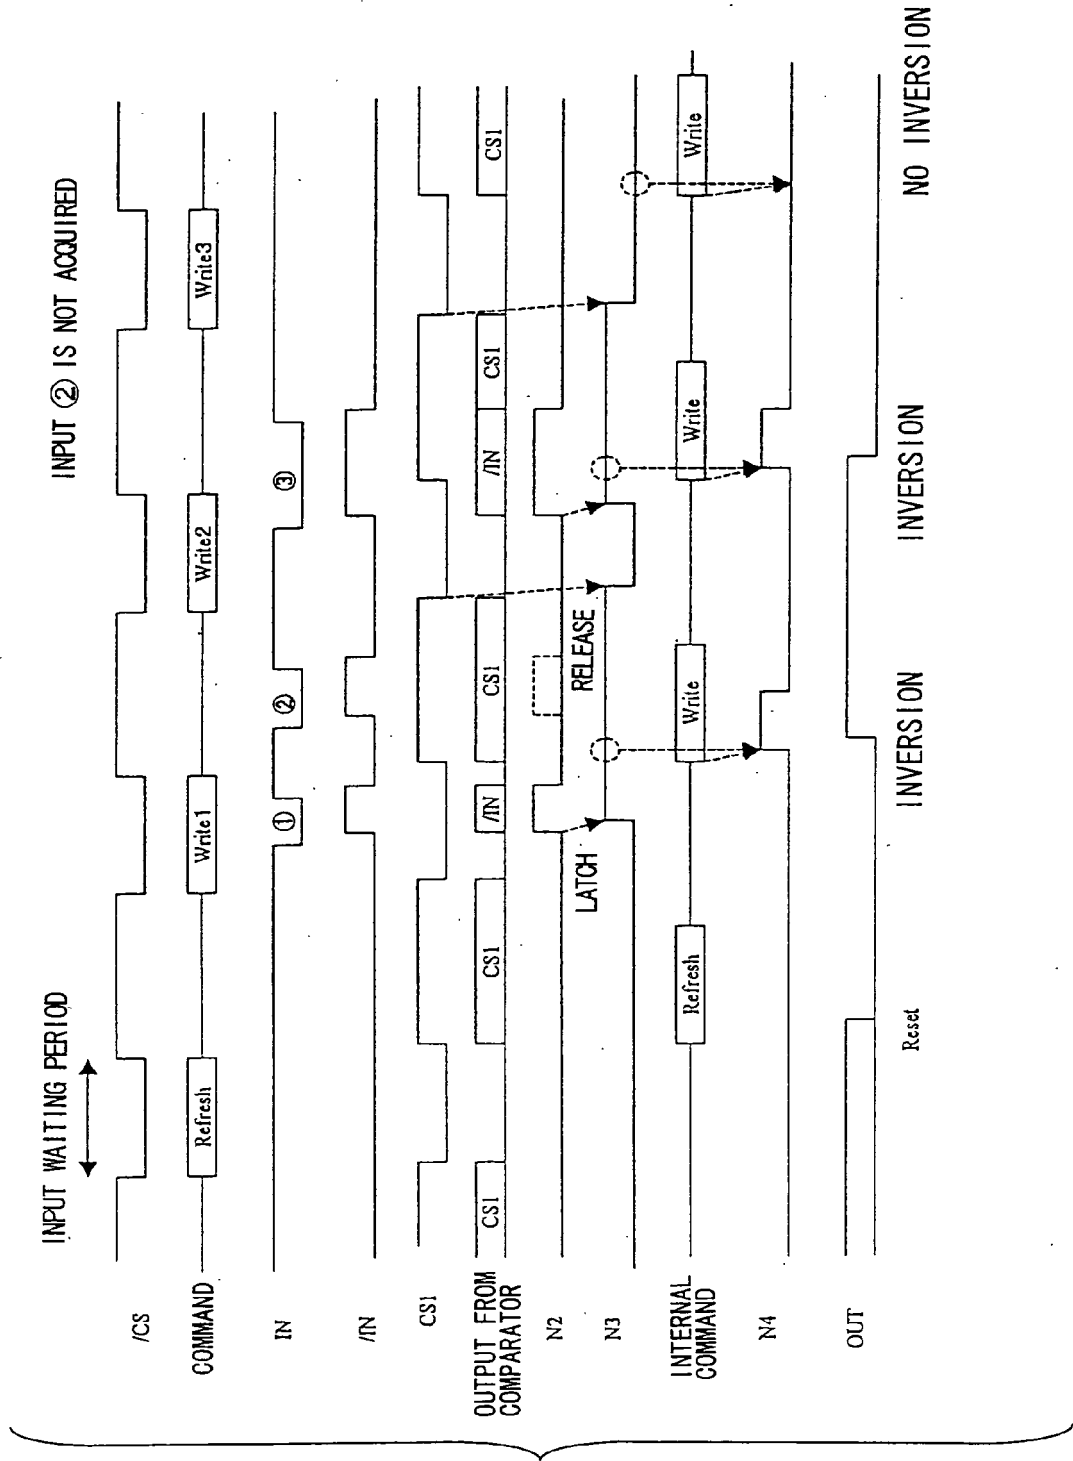 INPUT WAITING PERIOD
INPUT ② IS NOT ACQUIRED
/CS
COMMAND
Refresh
Write1
Write2
Write3
IN
①
②
③
/IN
CS1
OUTPUT FROM
COMPARATOR
CS1
CS1
/IN
CS1
/IN
CS1
CS1
N2
LATCH
RELEASE
N3
INTERNAL
COMMAND
Refresh
Write
Write
Write
N4
OUT
Reset
INVERSION
INVERSION
NO INVERSION